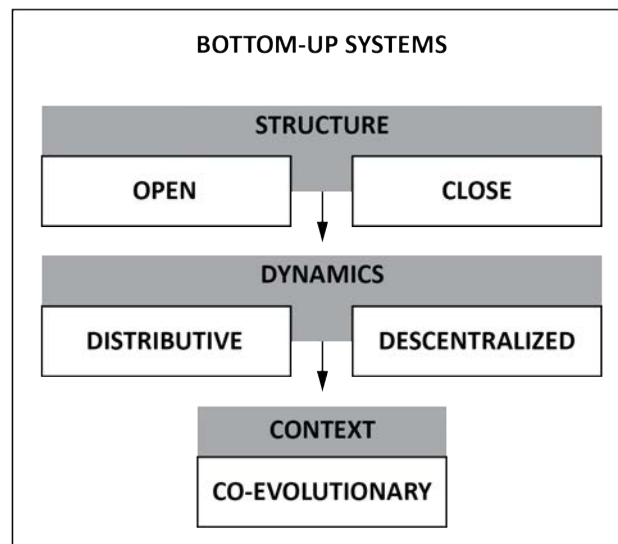 BOTTOM-UP SYSTEMS
STRUCTURE
OPEN
CLOSE
DYNAMICS
DISTRIBUTIVE
DESCENTRALIZED
CONTEXT
CO-EVOLUTIONARY